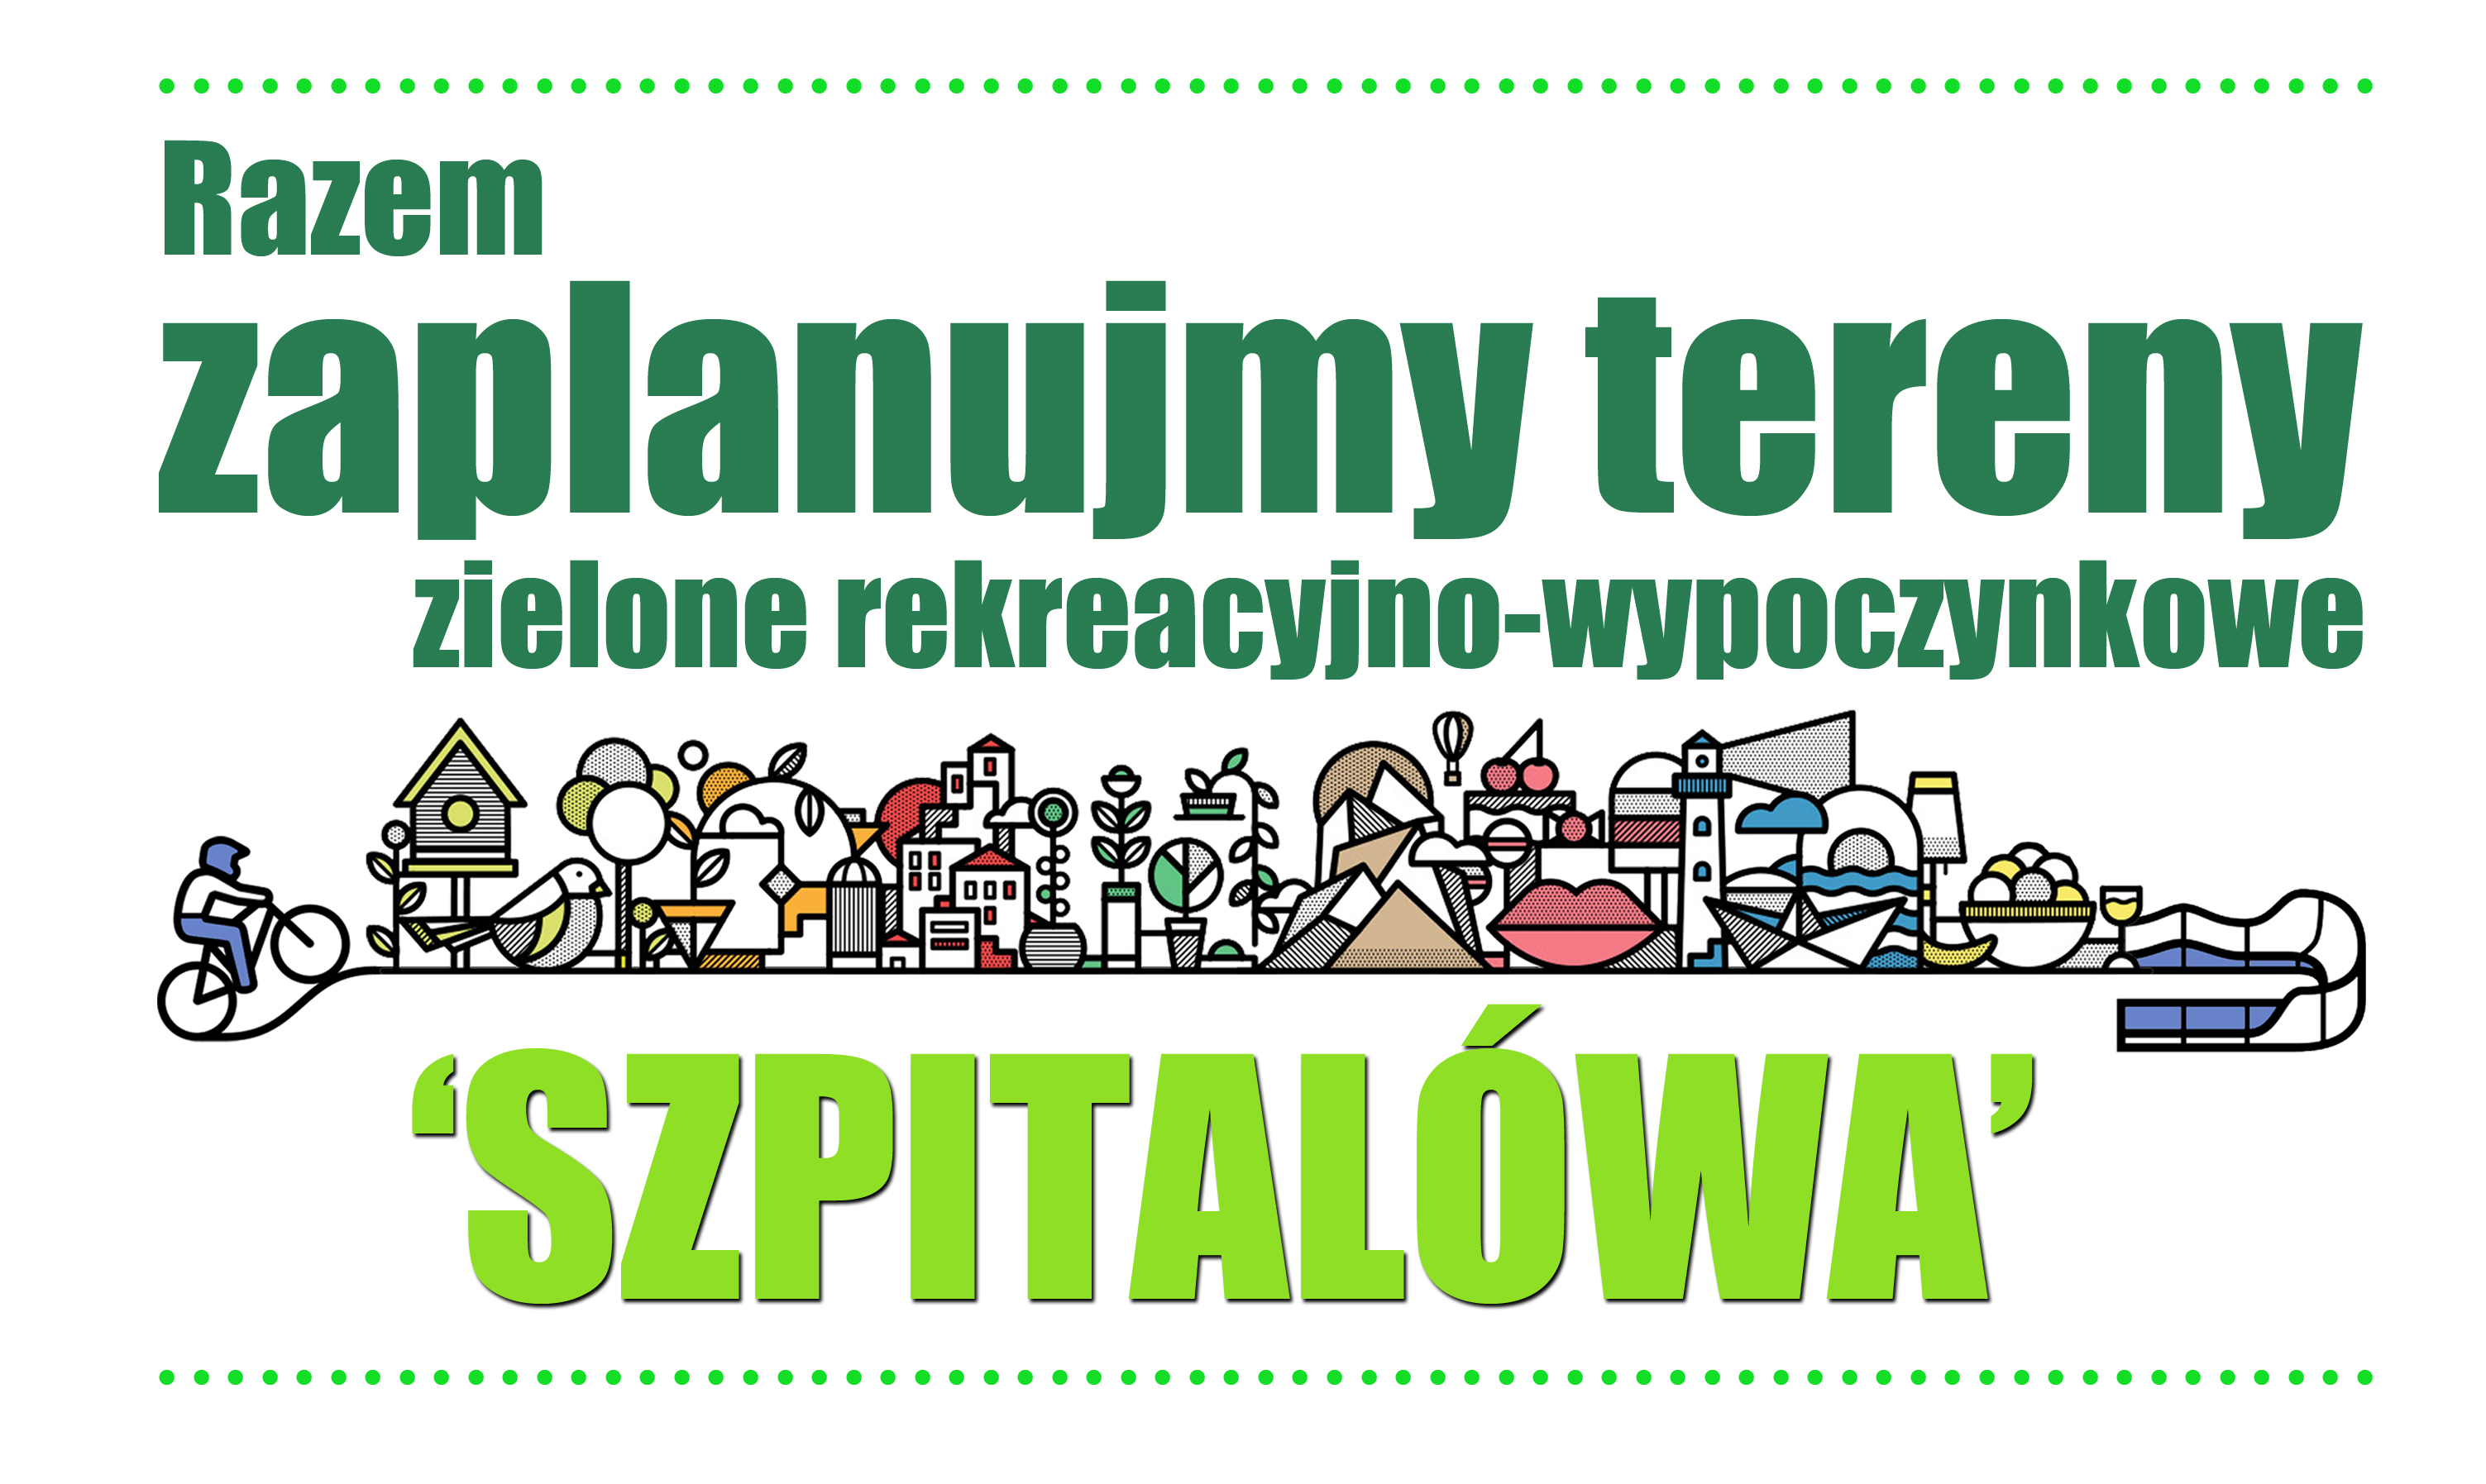 Razem
zaplanujmy tereny
zielone rekreacyjno-wypoczynkowe
‘SZPITALÓWA’